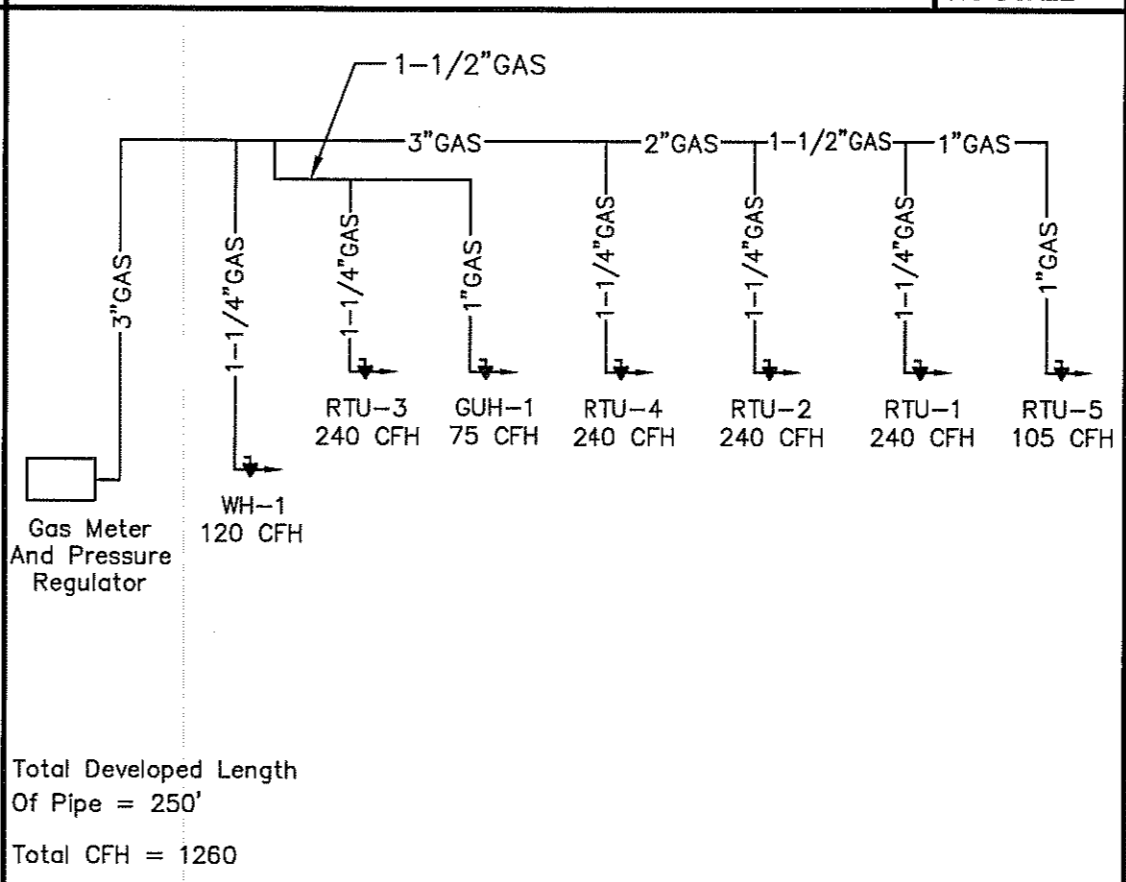 1-1/2"GAS
3"GAS
2"GAS
1-1/2"GAS
1"GAS
3"GAS
1-1/4"GAS
1-1/4"GAS
1"GAS
1-1/4"GAS
1-1/4"GAS
1-1/4"GAS
1"GAS
RTU-3
240 CFH
GUH-1
75 CFH
RTU-4
240 CFH
RTU-2
240 CFH
RTU-1
240 CFH
RTU-5
105 CFH
WH-1
120 CFH
Gas Meter
And Pressure
Regulator
Total Developed Length
Of Pipe = 250'
Total CFH = 1260